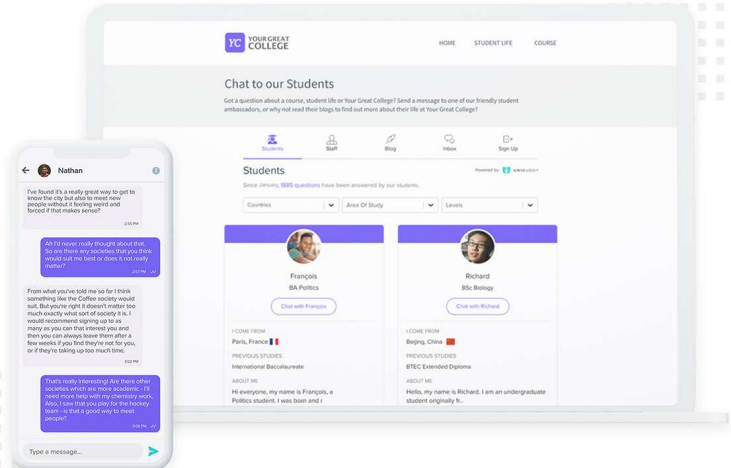 YC YOUR GREAT
COLLEGE
HOME STUDENT LIFE COURSE
Chat to our Students
Got a question about a course, student life or Your Great College? Send a message to one of our friendly student
ambassadors, or why not read their blogs to find out more about their life at Your Great College?
Students Staff Blog Inbox Sign Up
Students
Powered by
Since January, 1885 questions have been answered by our students.
Countries Area Of Study Levels
François
BA Politics
Chat with François
I COME FROM
Paris, France
PREVIOUS STUDIES
International Baccalaureate
ABOUT ME
Hi everyone, my name is François, a
Politics student. I was born and r
Richard
BSc Biology
Chat with Richard
I COME FROM
Beijing, China
PREVIOUS STUDIES
BTEC Extended Diploma
ABOUT ME
Hello, my name is Richard. I am an undergraduate
student originally fr...
Nathan
I've found it's a really great way to get to
know the city but also to meet new
people without it feeling weird and
forced if that makes sense?
2:55 PM
Ah I'd never really thought about that.
So are there any societies that you think
would suit me best or does it not really
matter?
2:57 PM
From what you've told me so far I think
something like the Coffee society would
suit. But you're right it doesn't matter too
much exactly what sort of society it is. I
would recommend signing up to as
many as you can that interest you and
then you can always leave them after a
few weeks if you find they're not for you,
or if they're taking up too much time.
3:02 PM
That's really interesting! Are there other
societies which are more academic - I'll
need more help with my chemistry work.
Also, I saw that you play for the hockey
team - is that a good way to meet
people?
3:08 PM
Type a message...